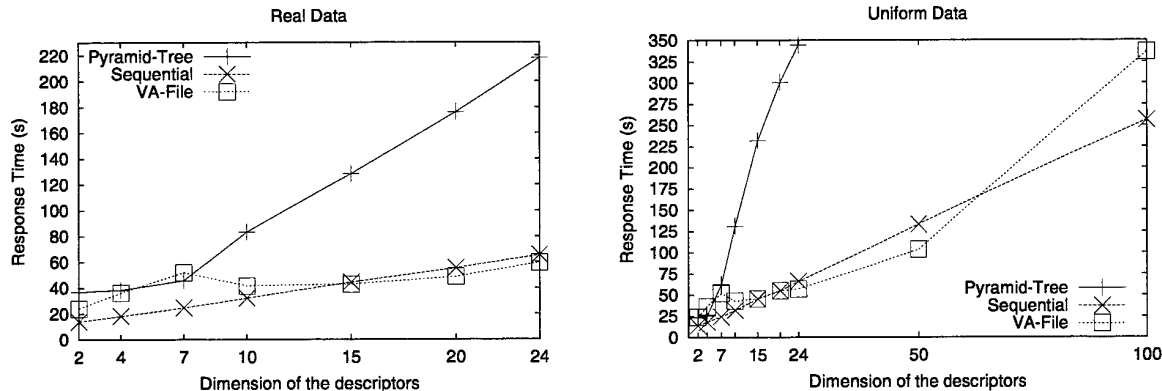 Real Data
Pyramid-Tree
Sequential
VA-File
Response Time (s)
220
200
180
160
140
120
100
80
60
40
20
0
2 4 7 10 15 20 24
Dimension of the descriptors
Uniform Data
Response Time (s)
350
325
300
275
250
225
200
175
150
125
100
75
50
25
0
Pyramid-Tree
Sequential
VA-File
2 7 15 24 50 100
Dimension of the descriptors